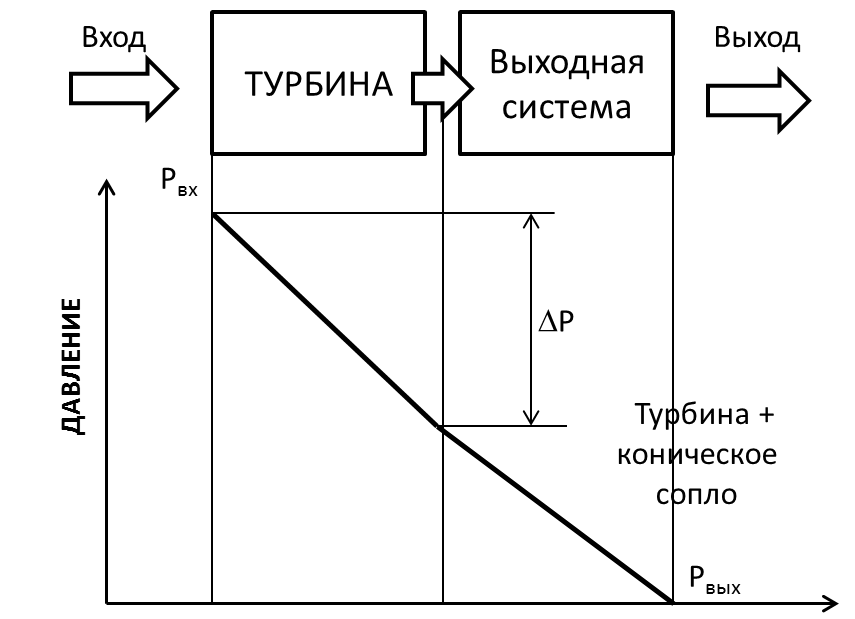 Вход
ТУРБИНА
Выходная
система
Выход
Pвх
ДАВЛЕНИЕ
ΔP
Турбина +
коническое
сопло
Pвых